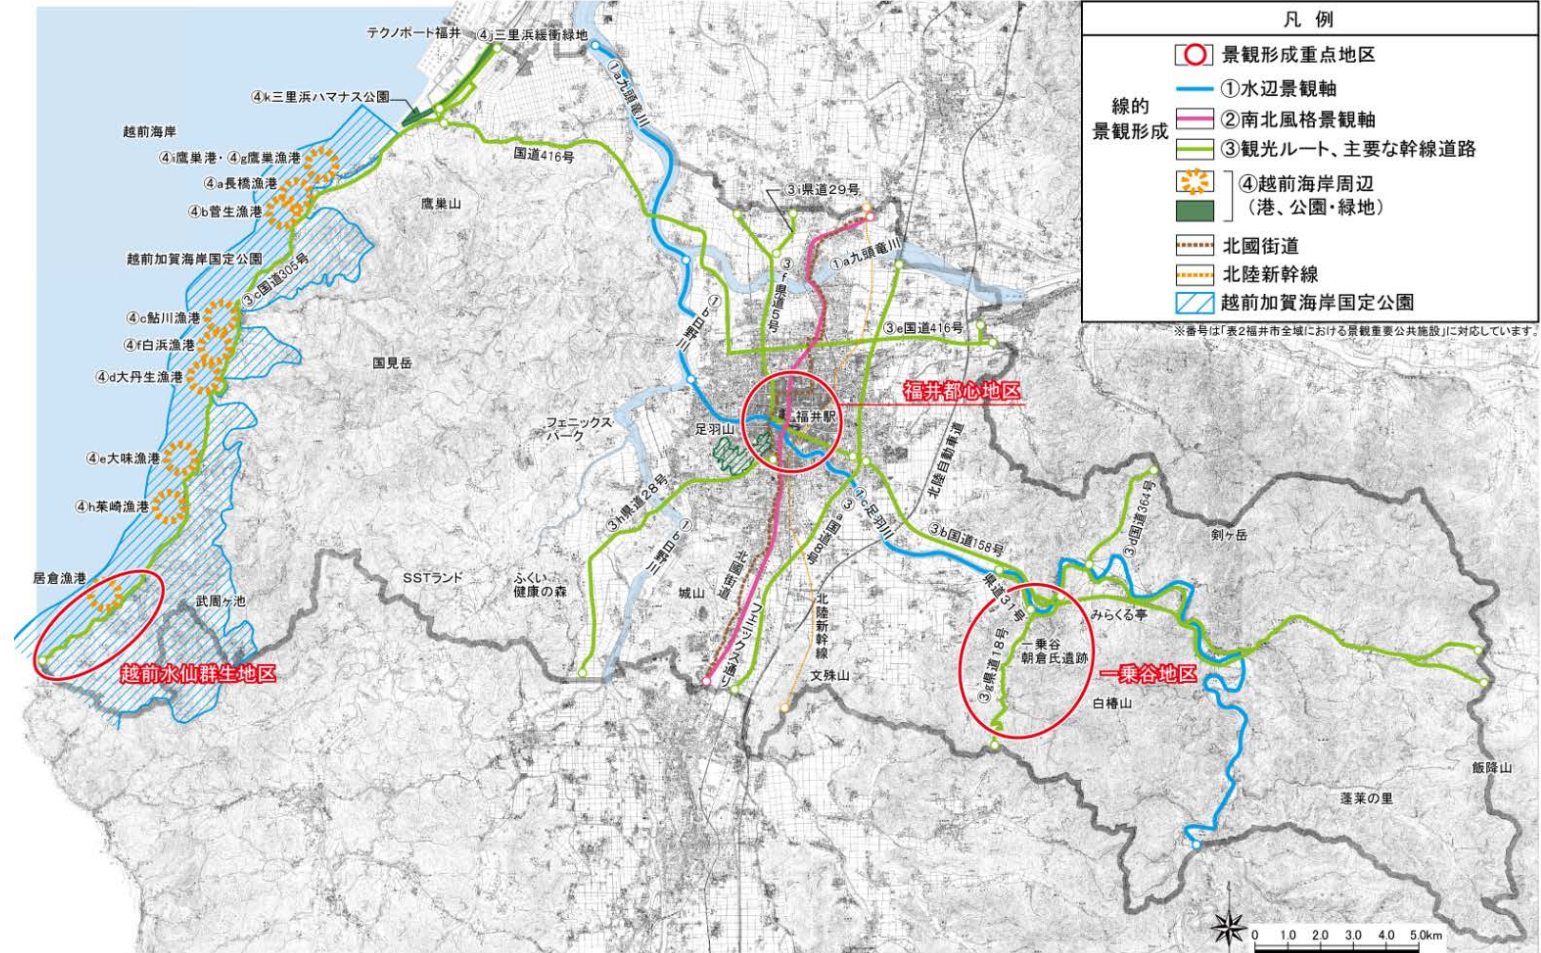 凡 例
景観形成重点地区
線的
景観形成
①水辺景観軸
②南北風格景観軸
③観光ルート、主要な幹線道路
④越前海岸周辺
（港、公園・緑地）
北國街道
北陸新幹線
越前加賀海岸国定公園
※番号は「表2福井市全域における景観重要公共施設」に対応しています。
テクノポート福井
④j三里浜緩衝緑地
④k三里浜ハマナス公園
①a九頭竜川
越前海岸
④i鷹巣港・④g鷹巣漁港
④a長橋漁港
④b菅生漁港
国道416号
鷹巣山
③i県道29号
①a九頭竜川
越前加賀海岸国定公園
③c国道305号
③f県道5号
①b日野川
③e国道416号
④c鮎川漁港
④f白浜漁港
④d大丹生漁港
国見岳
福井都心地区
フェニックス
パーク
足羽山
福井駅
北陸自動車道
④e大味漁港
④h茱崎漁港
③h県道28号
①b日野川
①c足羽川
③a国道8号
③b国道158号
③d国道364号
剣ヶ岳
居倉漁港
武周ヶ池
SSTランド
ふくい
健康の森
城山
北國街道
フェニックス通り
北陸新幹線
県道31号
みらくる亭
一乗谷
朝倉氏遺跡
③g県道18号
越前水仙群生地区
文殊山
一乗谷地区
白椿山
飯降山
蓬莱の里
0 1.0 2.0 3.0 4.0 5.0km